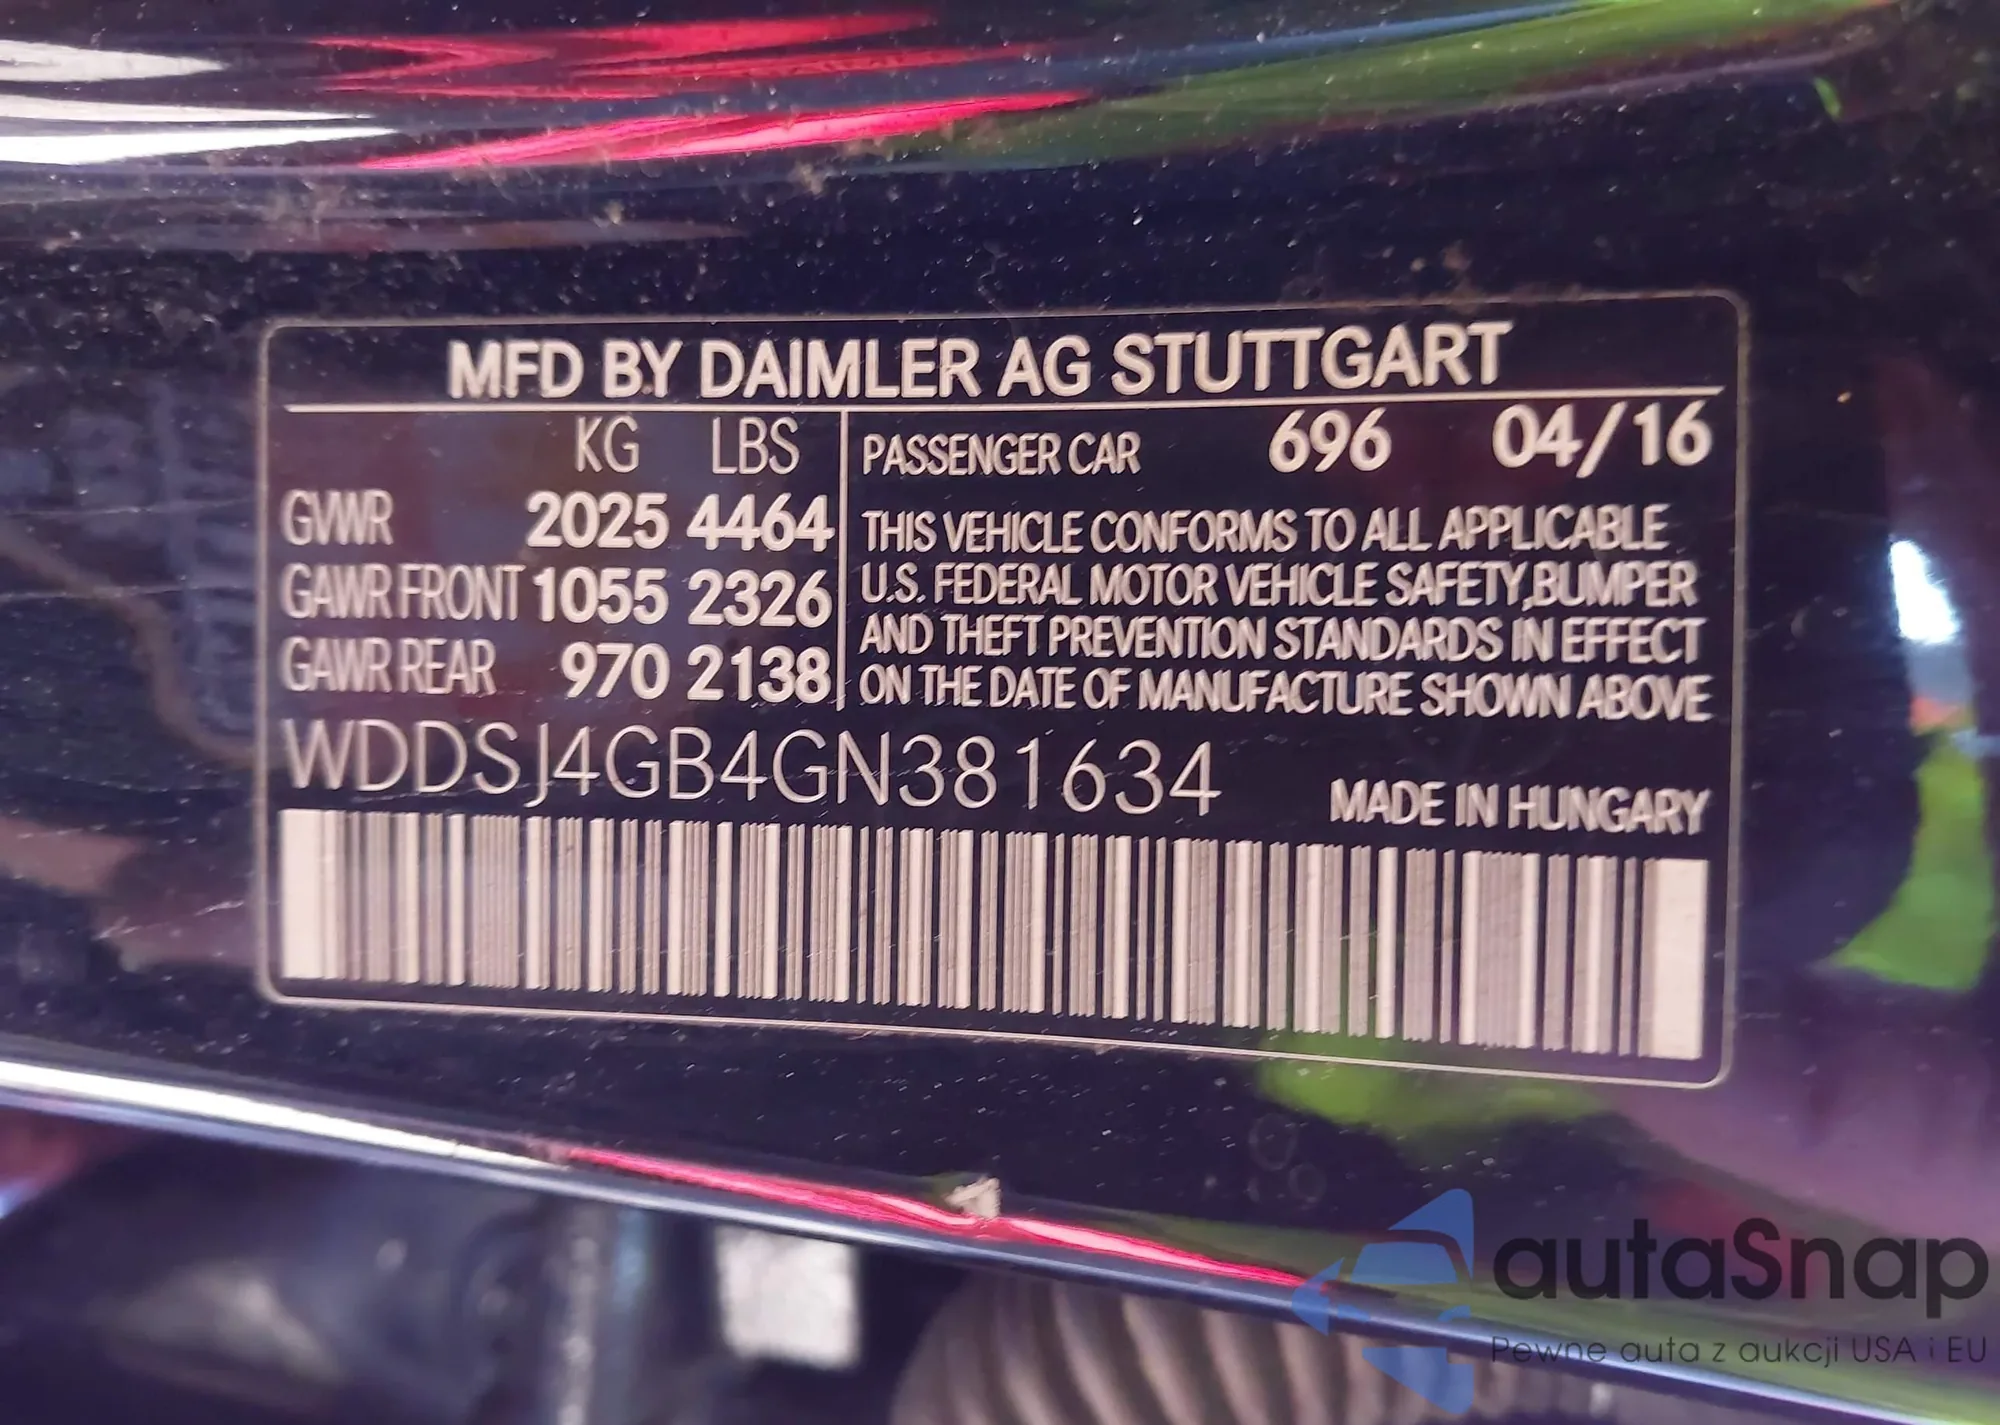 MFD BY DAIMLER AG STUTTGART
KG LBS
GVWR 2025 4464
GAWR FRONT 1055 2326
GAWR REAR 970 2138
PASSENGER CAR 696 04/16
THIS VEHICLE CONFORMS TO ALL APPLICABLE
U.S. FEDERAL MOTOR VEHICLE SAFETY,BUMPER
AND THEFT PREVENTION STANDARDS IN EFFECT
ON THE DATE OF MANUFACTURE SHOWN ABOVE
WDDSJ4GB4GN381634
MADE IN HUNGARY
autaSnap
Pewne auta z aukcji USA i EU